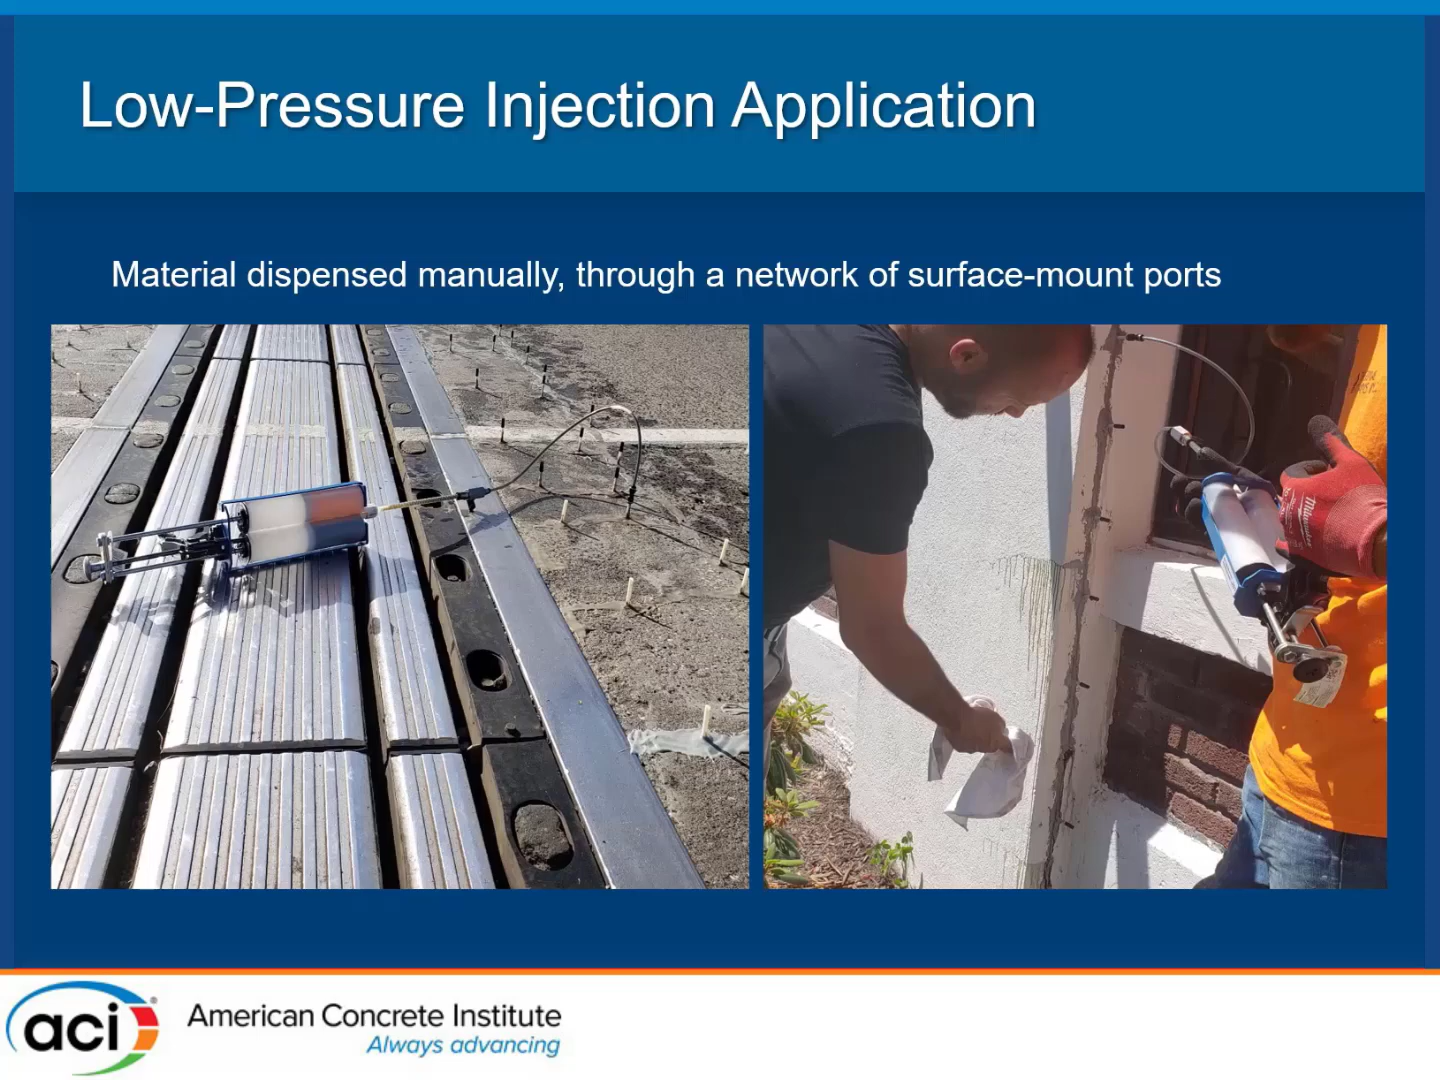 Low-Pressure Injection Application
Material dispensed manually, through a network of surface-mount ports
Milwaukee
aci
American Concrete Institute
Always advancing